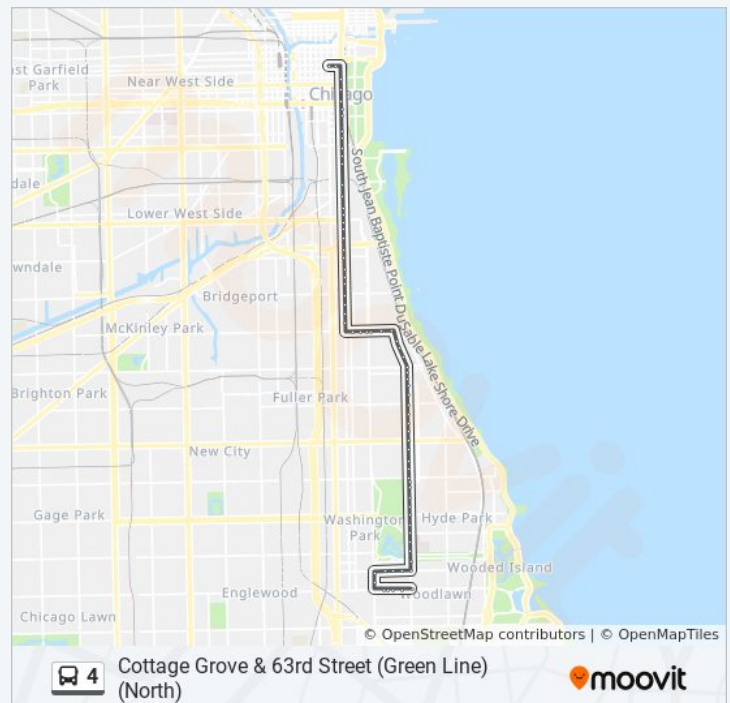 ast Garfield
Park
Near West Side
Chicago
dale
Lower West Side
wndale
Bridgeport
McKinley Park
South Jean Baptiste Point DuSable Lake Shore Drive
Brighton Park
Fuller Park
New City
Gage Park
Washington
Park
Hyde Park
Wooded Island
Englewood
Woodlawn
Chicago Lawn
© OpenStreetMap contributors | © OpenMapTiles
4
Cottage Grove & 63rd Street (Green Line)
(North)
moovit